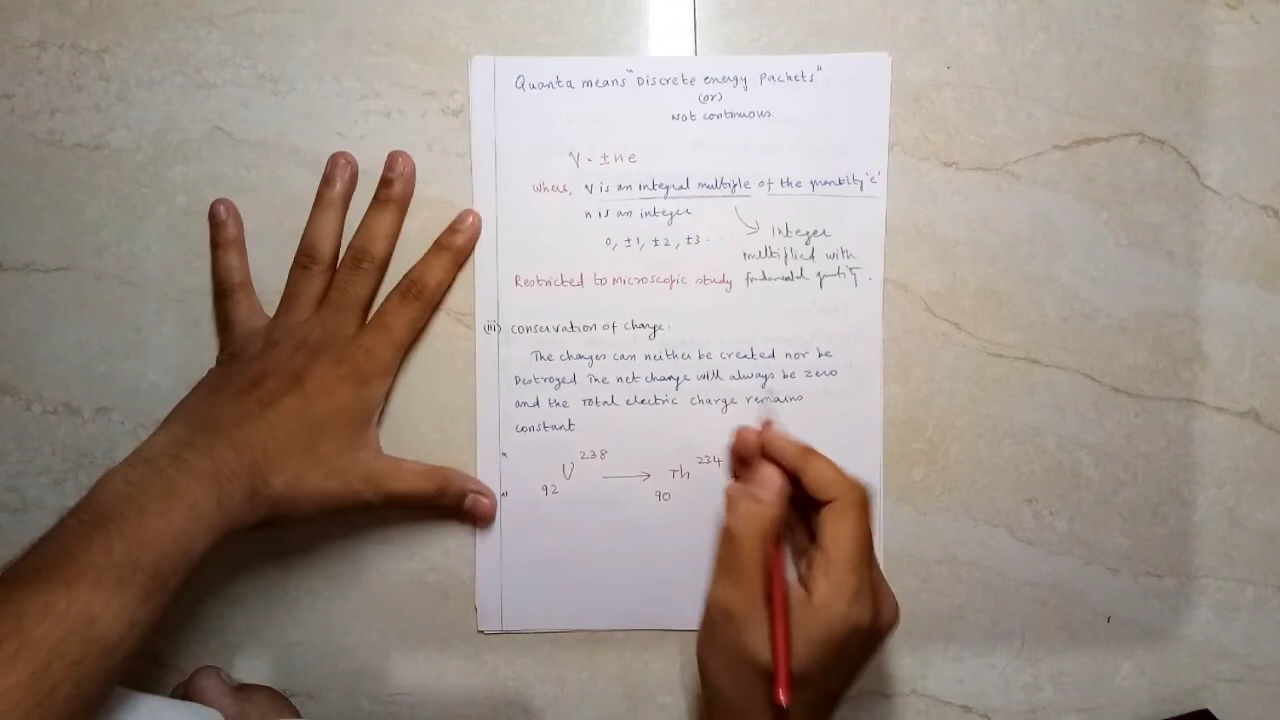 Quanta means "Discrete energy Packets"
(or)
Not continuous
V = ±ne
where, V is an integral multiple of the quantity 'e'
n is an integer
0, ±1, ±2, ±3.
Integer
multiplied with
fundamental quantity.
Restricted to Microscopic study
(iii) conservation of charge.
The charges can neither be created nor be
Destroyed The net charge will always be zero
and the Total electric charge remains
constant
92 U 238 → 90 Th 234 +